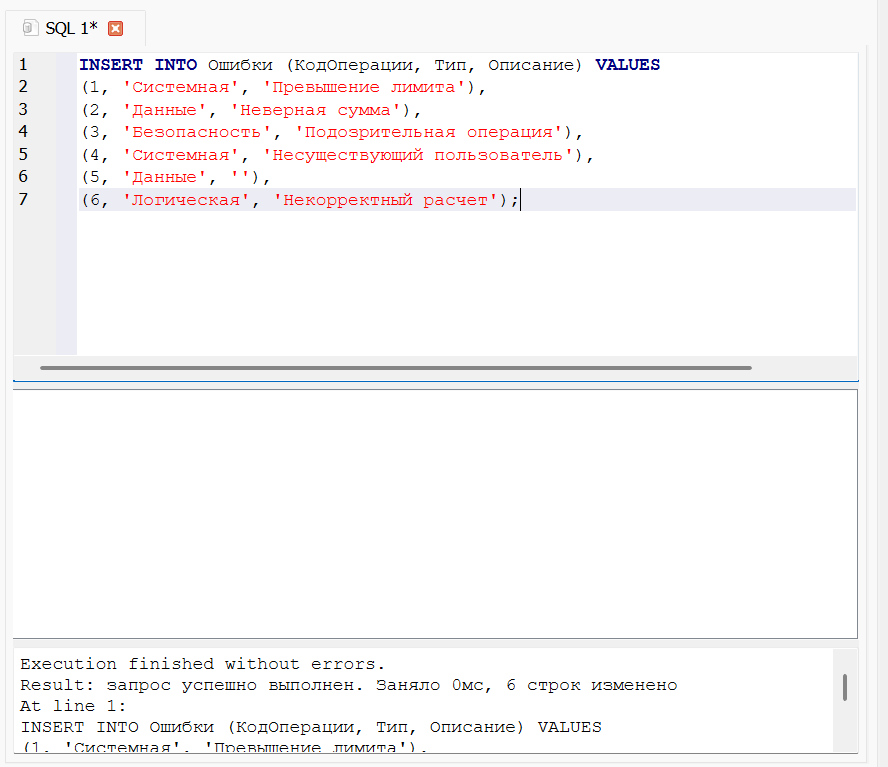 SQL 1*
1 INSERT INTO Ошибки (КодОперации, Тип, Описание) VALUES
2 (1, 'Системная', 'Превышение лимита'),
3 (2, 'Данные', 'Неверная сумма'),
4 (3, 'Безопасность', 'Подозрительная операция'),
5 (4, 'Системная', 'Несуществующий пользователь'),
6 (5, 'Данные', ''),
7 (6, 'Логическая', 'Некорректный расчет');
Execution finished without errors.
Result: запрос успешно выполнен. Заняло 0мс, 6 строк изменено
At line 1:
INSERT INTO Ошибки (КодОперации, Тип, Описание) VALUES
(1, 'Системная', 'Превышение лимита'),